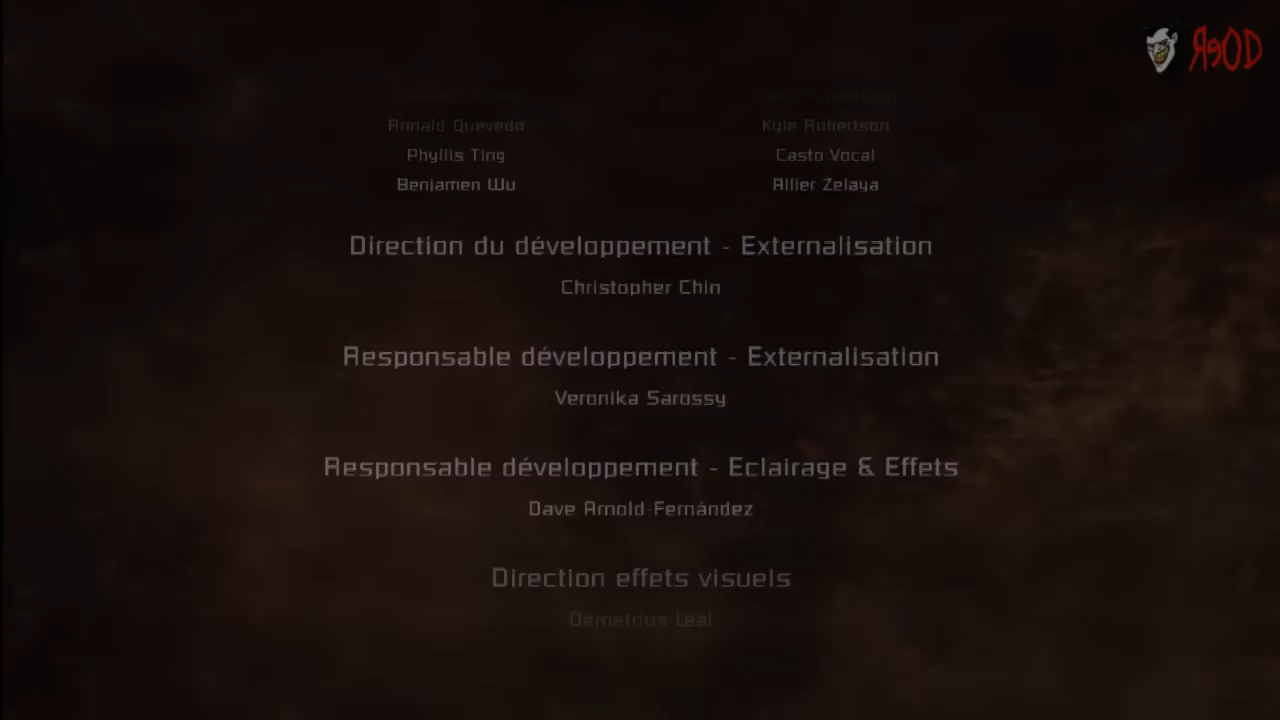 ЯeOD
Ronald Quevedo Kyle Robertson
Phyllis Ting Casto Vocal
Benjamen Wu Allier Zelaya
Direction du développement - Externalisation
Christopher Chin
Responsable développement - Externalisation
Veronika Sarossy
Responsable développement - Eclairage & Effets
Dave Arnold-Fernández
Direction effets visuels
Demetrius Leal